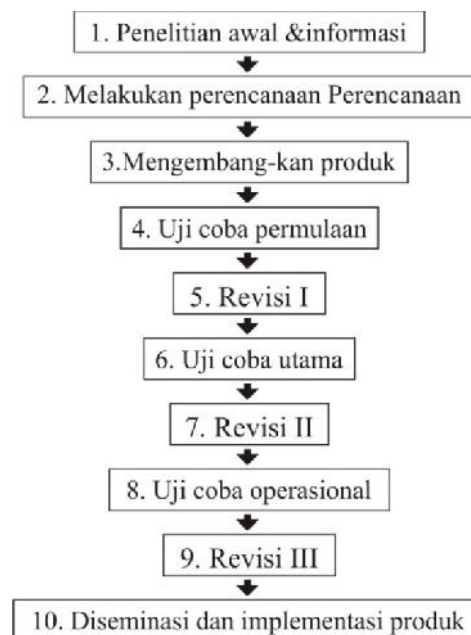 1. Penelitian awal &informasi
2. Melakukan perencanaan Perencanaan
3.Mengembang-kan produk
4. Uji coba permulaan
5. Revisi I
6. Uji coba utama
7. Revisi II
8. Uji coba operasional
9. Revisi III
10. Diseminasi dan implementasi produk